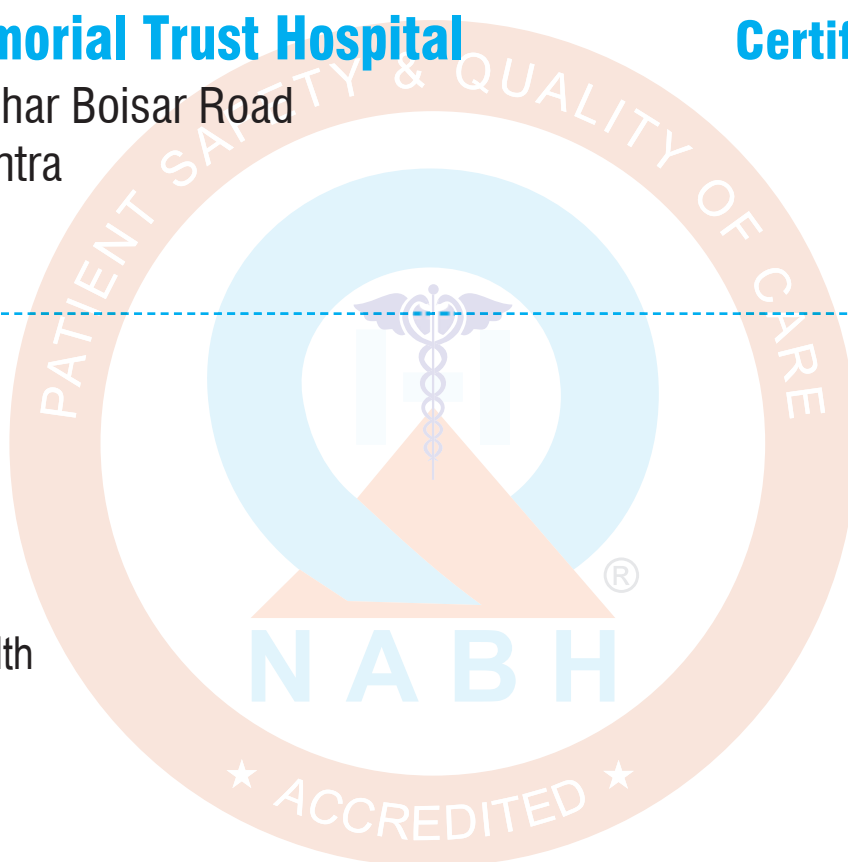 morial Trust Hospital
Certif
har Boisar Road
ntra
PATIENT SAFETY & QUALITY OF CARE
®
lth
NABH
★ ACCREDITED ★